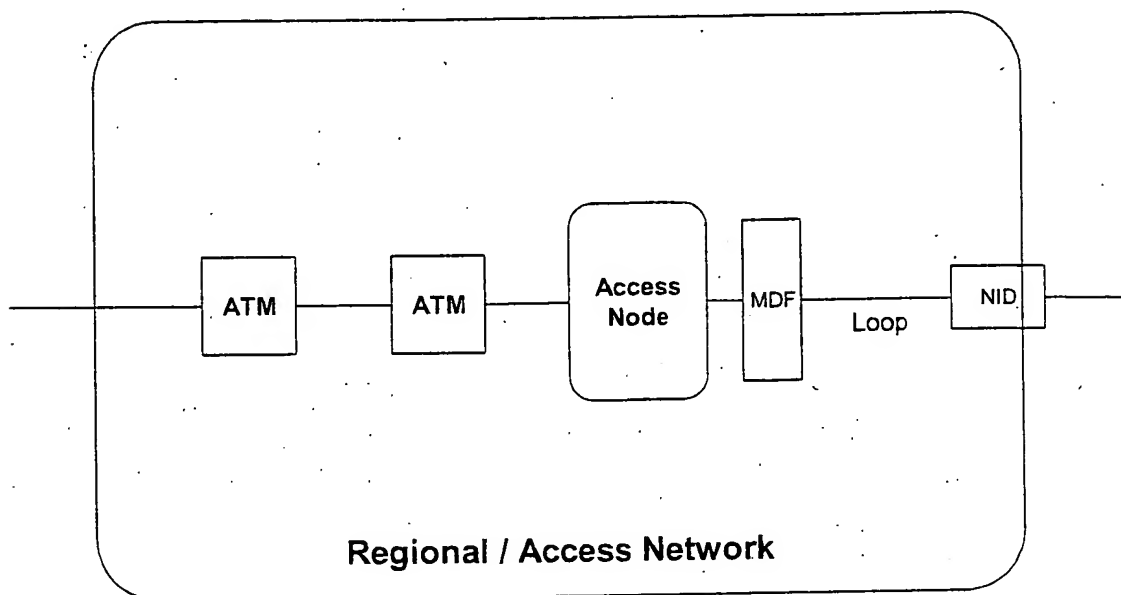 ATM
ATM
Access
Node
MDF
Loop
NID
Regional / Access Network